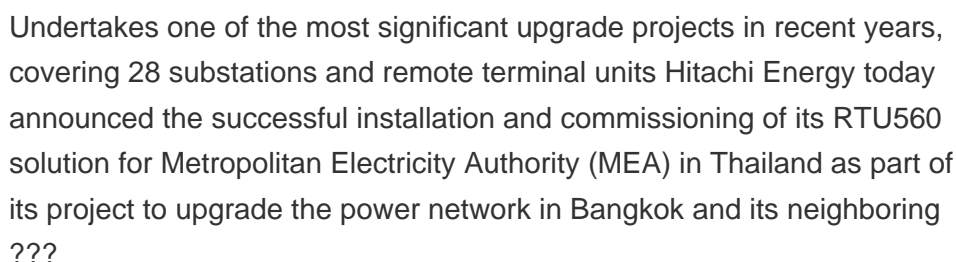 Undertakes one of the most significant upgrade projects in recent years,
covering 28 substations and remote terminal units Hitachi Energy today
announced the successful installation and commissioning of its RTU560
solution for Metropolitan Electricity Authority (MEA) in Thailand as part of
its project to upgrade the power network in Bangkok and its neighboring
???